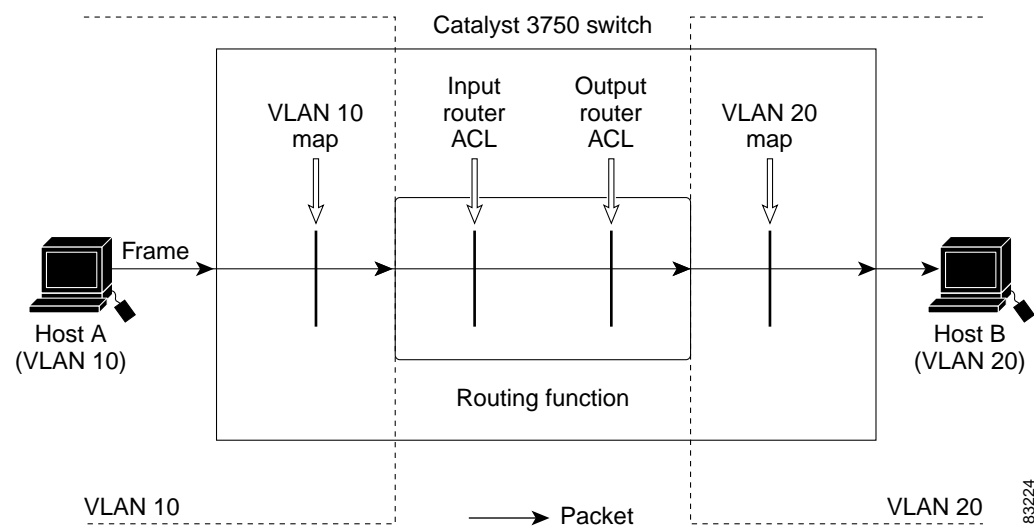 Catalyst 3750 switch
VLAN 10
map
Input
router
ACL
Output
router
ACL
VLAN 20
map
Frame
Host A
(VLAN 10)
Host B
(VLAN 20)
Routing function
VLAN 10
Packet
VLAN 20
83224